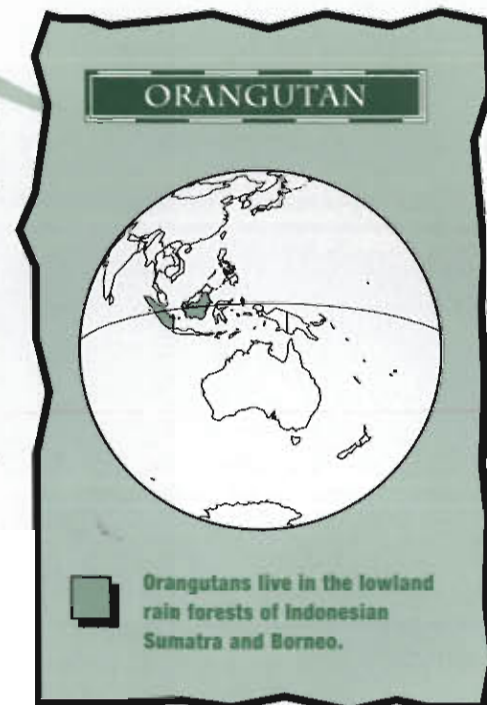 ORANGUTAN
Orangutans live in the lowland
rain forests of Indonesian
Sumatra and Borneo.